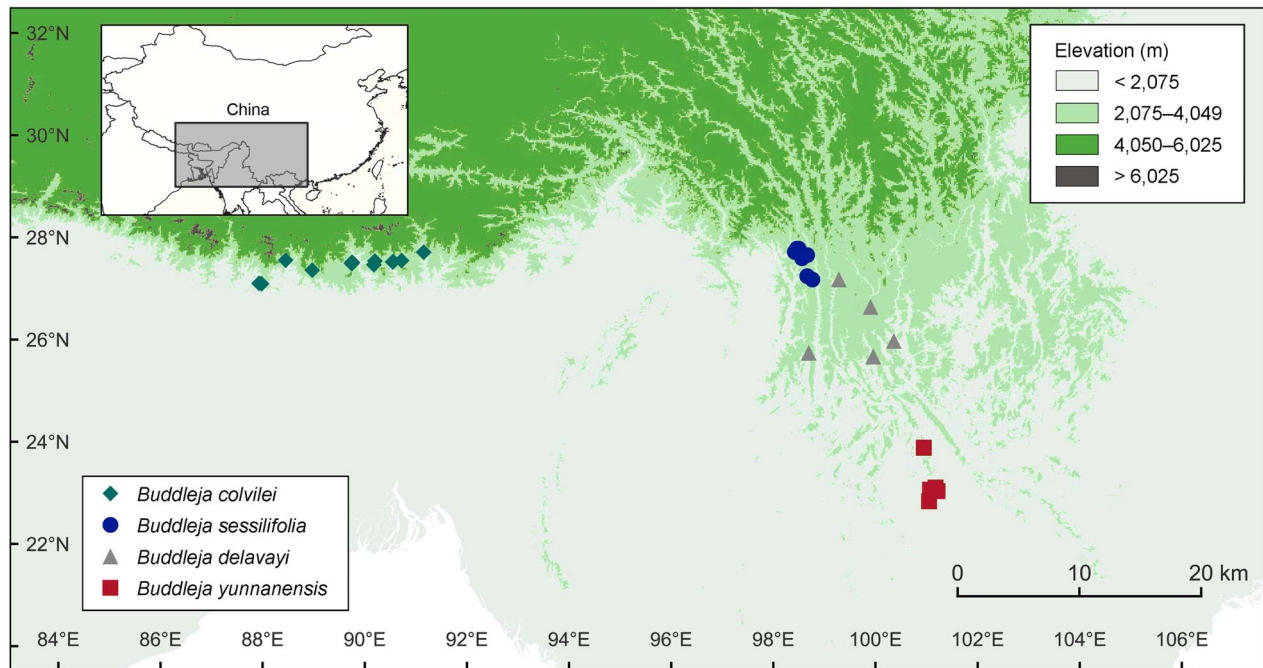 32°N
30°N
28°N
26°N
24°N
22°N
China
Elevation (m)
< 2,075
2,075–4,049
4,050–6,025
> 6,025
Buddleja colvilei
Buddleja sessilifolia
Buddleja delavayi
Buddleja yunnanensis
0 10 20 km
84°E 86°E 88°E 90°E 92°E 94°E 96°E 98°E 100°E 102°E 104°E 106°E